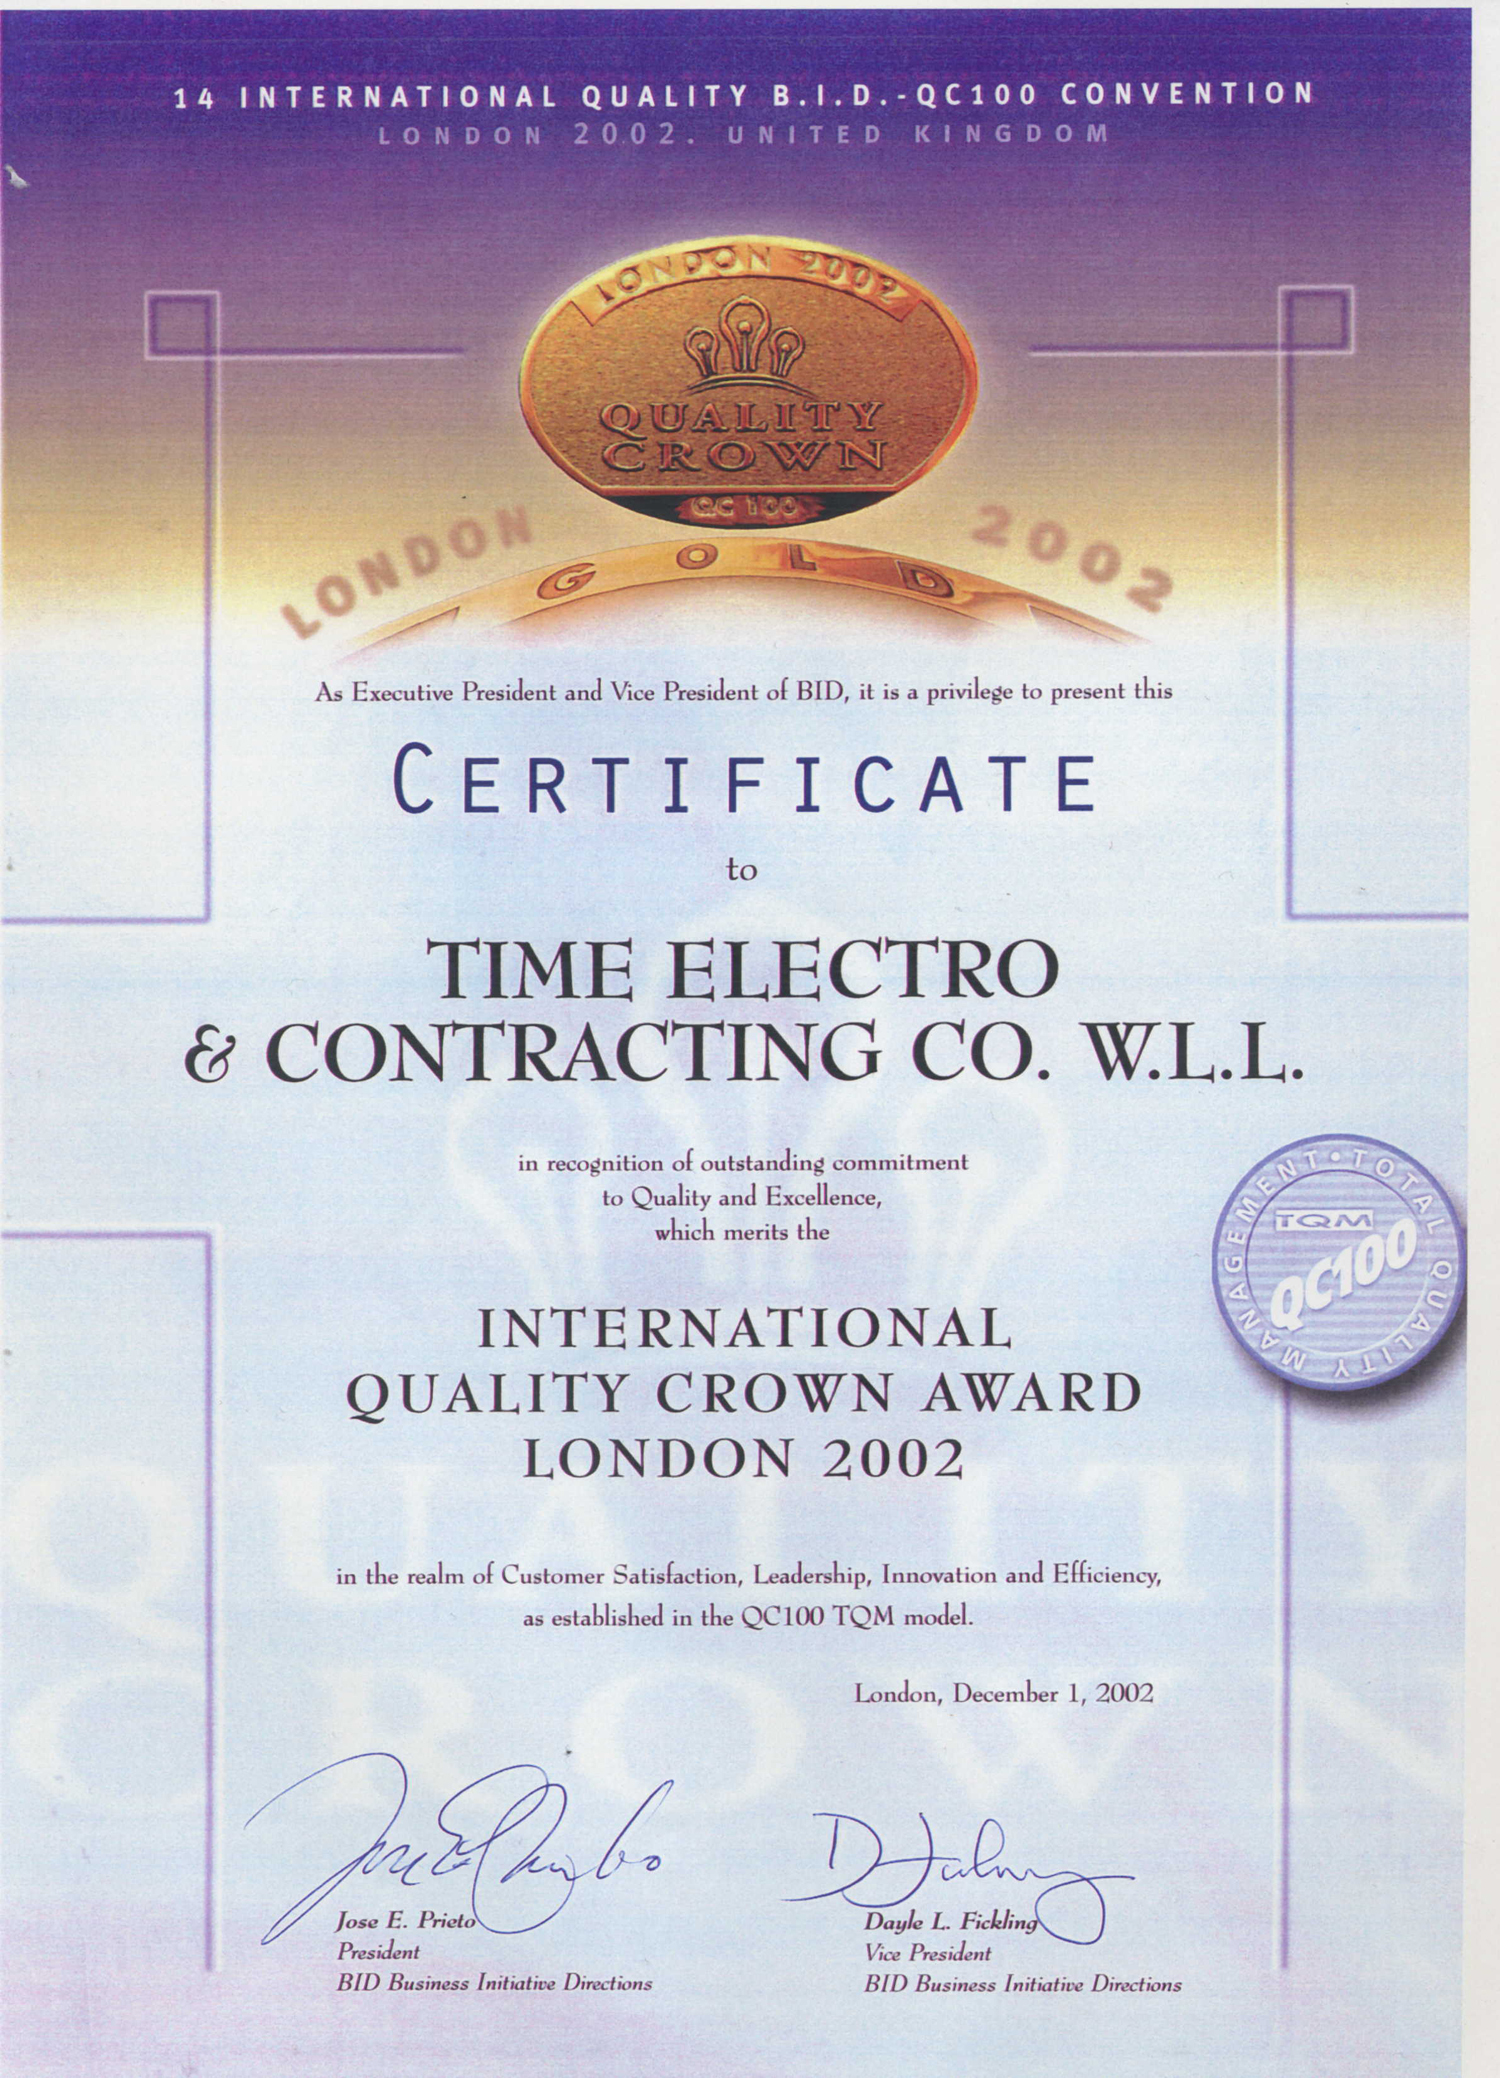 14 INTERNATIONAL QUALITY B.I.D.-QC100 CONVENTION
LONDON 2002. UNITED KINGDOM
LONDON 2002
QUALITY
CROWN
QC 100
LONDON 2002
GOLD
As Executive President and Vice President of BID, it is a privilege to present this
CERTIFICATE
to
TIME ELECTRO
& CONTRACTING CO. W.L.L.
in recognition of outstanding commitment
to Quality and Excellence,
which merits the
MANAGEMENT • TOTAL QUALITY
TQM
QC100
INTERNATIONAL
QUALITY CROWN AWARD
LONDON 2002
QUALITY
CROWN
in the realm of Customer Satisfaction, Leadership, Innovation and Efficiency,
as established in the QC100 TQM model.
London, December 1, 2002
Jose E. Prieto
President
BID Business Initiative Directions
Dayle L. Fickling
Vice President
BID Business Initiative Directions